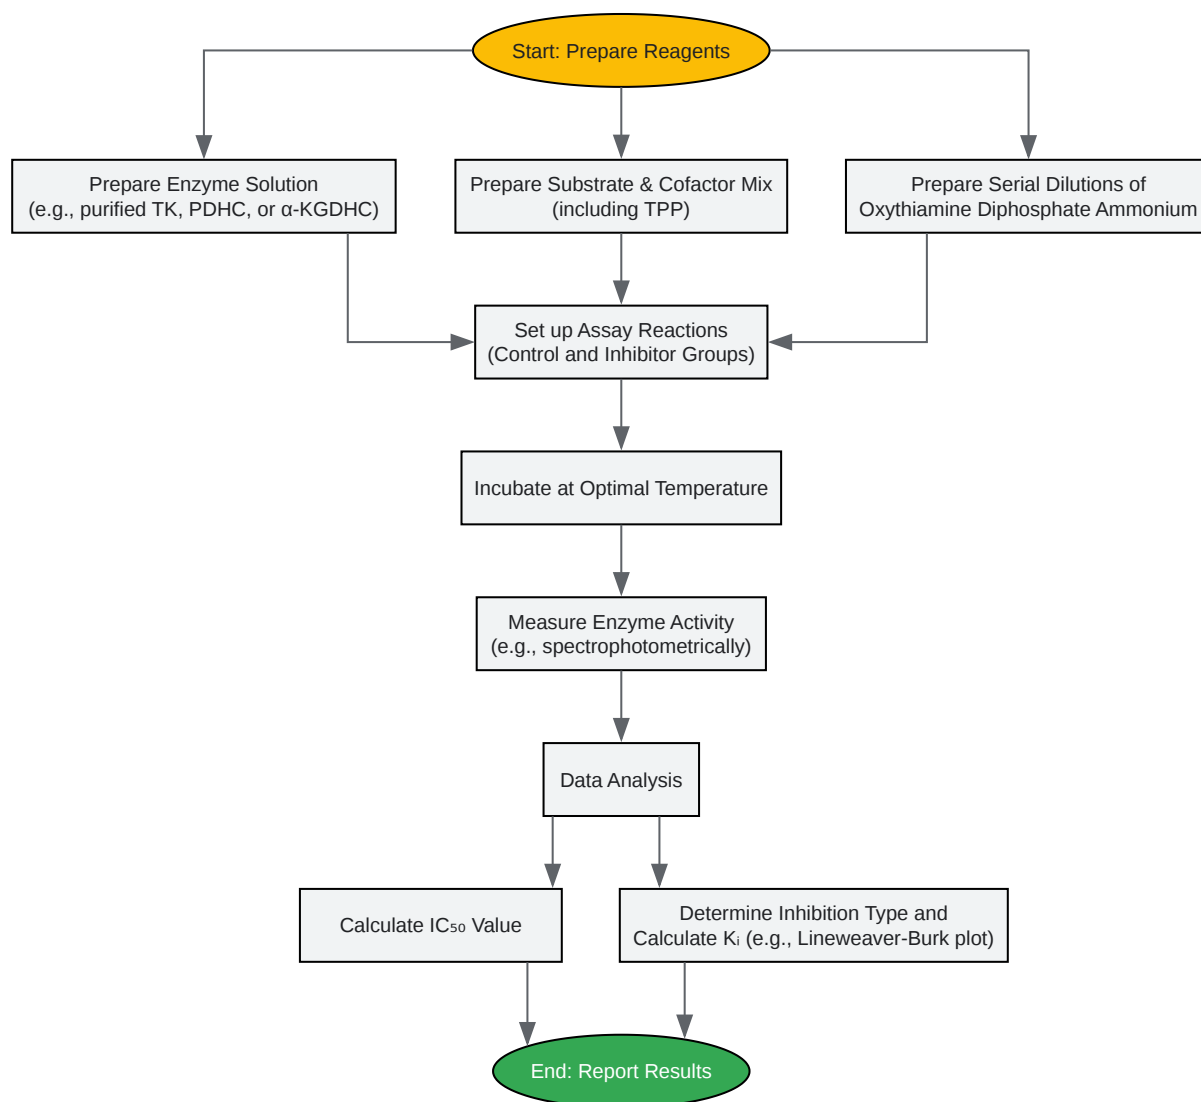 Start: Prepare Reagents
Prepare Enzyme Solution
(e.g., purified TK, PDHC, or α-KGDHC)
Prepare Substrate & Cofactor Mix
(including TPP)
Prepare Serial Dilutions of
Oxythiamine Diphosphate Ammonium
Set up Assay Reactions
(Control and Inhibitor Groups)
Incubate at Optimal Temperature
Measure Enzyme Activity
(e.g., spectrophotometrically)
Data Analysis
Calculate IC₅₀ Value
Determine Inhibition Type and
Calculate Kᵢ (e.g., Lineweaver-Burk plot)
End: Report Results